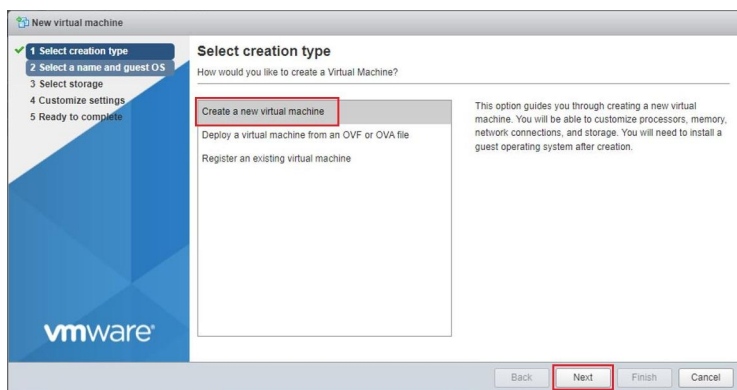 New virtual machine
1 Select creation type
2 Select a name and guest OS
3 Select storage
4 Customize settings
5 Ready to complete
Select creation type
How would you like to create a Virtual Machine?
Create a new virtual machine
Deploy a virtual machine from an OVF or OVA file
Register an existing virtual machine
This option guides you through creating a new virtual
machine. You will be able to customize processors, memory,
network connections, and storage. You will need to install a
guest operating system after creation.
vmware®
Back
Next
Finish
Cancel